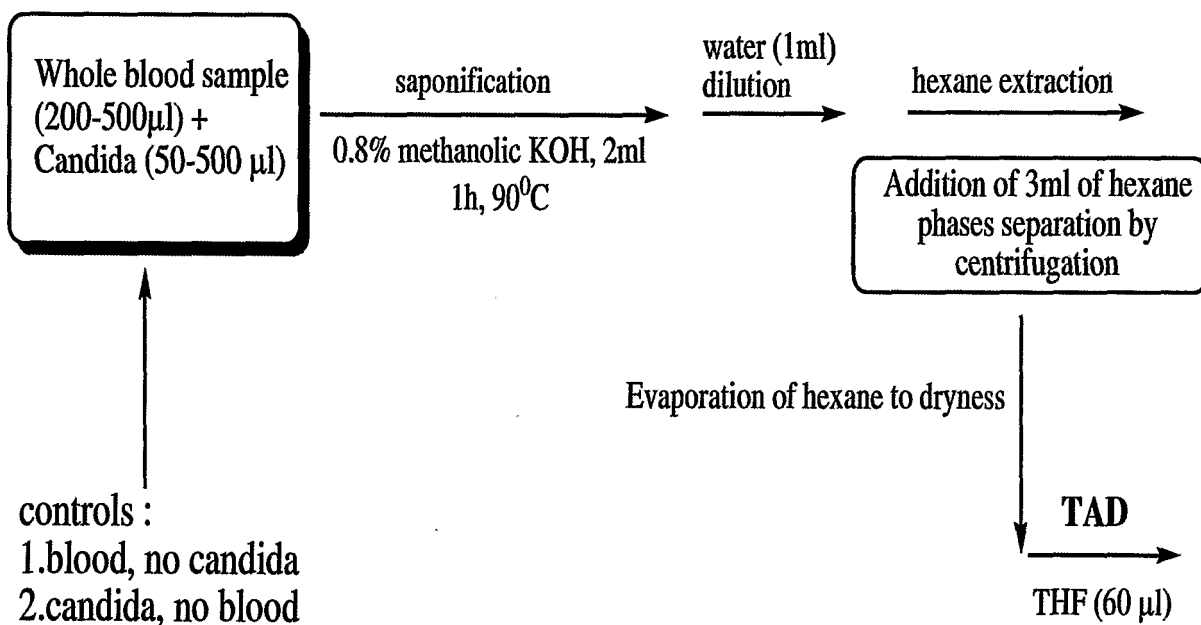 Whole blood sample
(200-500µl) +
Candida (50-500 µl)
saponification
0.8% methanolic KOH, 2ml
1h, 90⁰C
water (1ml)
dilution
hexane extraction
Addition of 3ml of hexane
phases separation by
centrifugation
Evaporation of hexane to dryness
TAD
THF (60 µl)
controls :
1.blood, no candida
2.candida, no blood